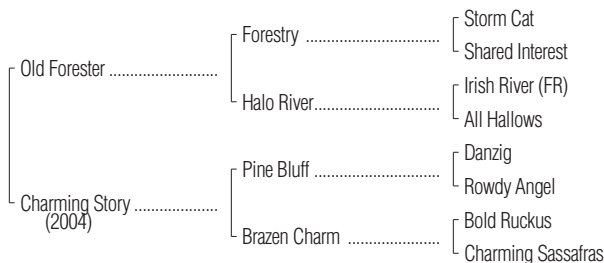 Storm Cat
Forestry ........................................
Shared Interest
Old Forester ................................
Irish River (FR)
Halo River.....................................
All Hallows
Danzig
Pine Bluff .....................................
Rowdy Angel
Charming Story ........................
(2004)
Bold Ruckus
Brazen Charm ...........................
Charming Sassafras